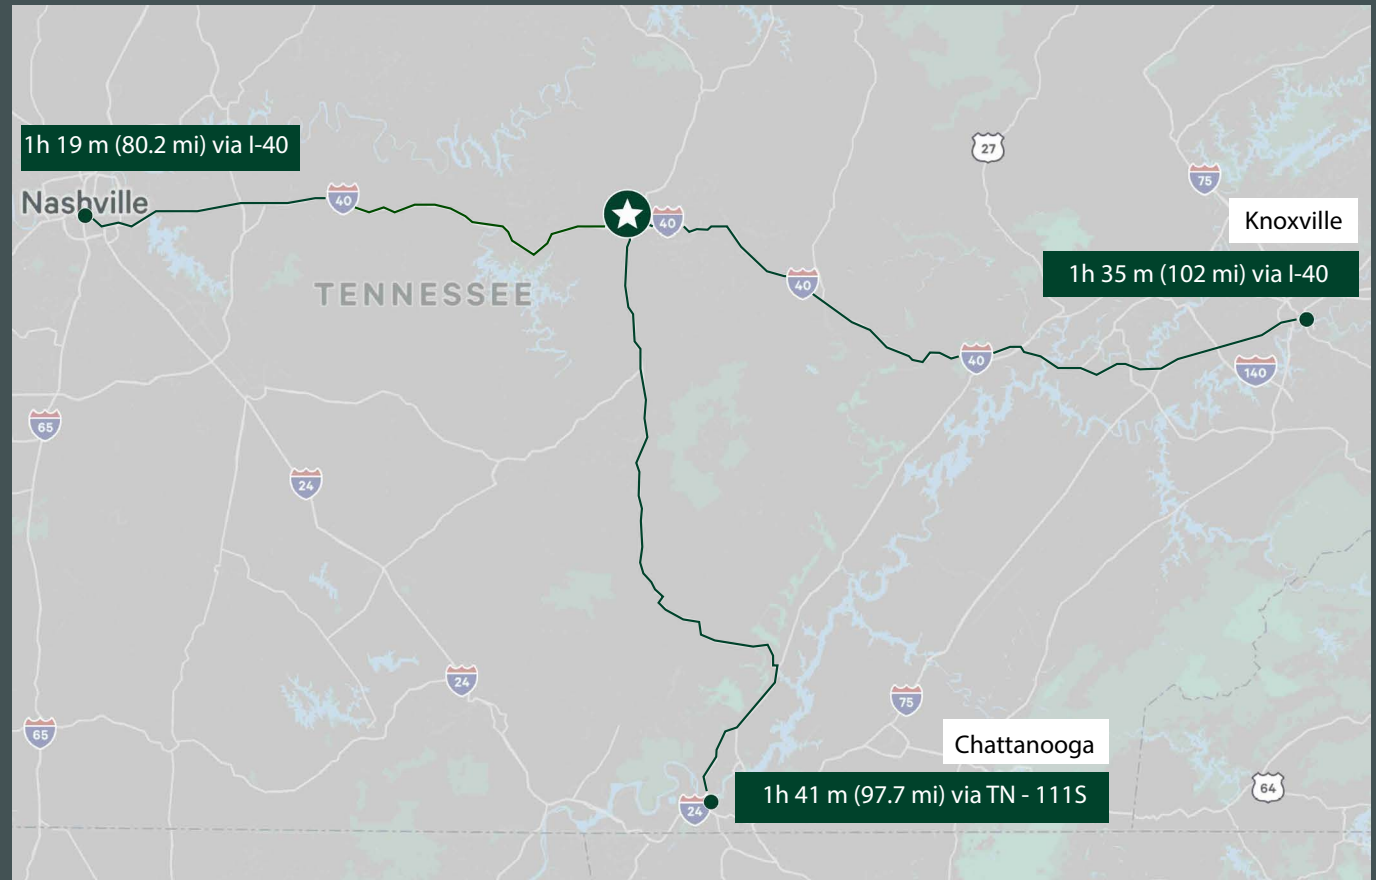 1h 19 m (80.2 mi) via I-40
27
75
Nashville
40
40
Knoxville
1h 35 m (102 mi) via I-40
TENNESSEE
40
40
140
65
24
24
75
65
Chattanooga
64
1h 41 m (97.7 mi) via TN - 111S
24